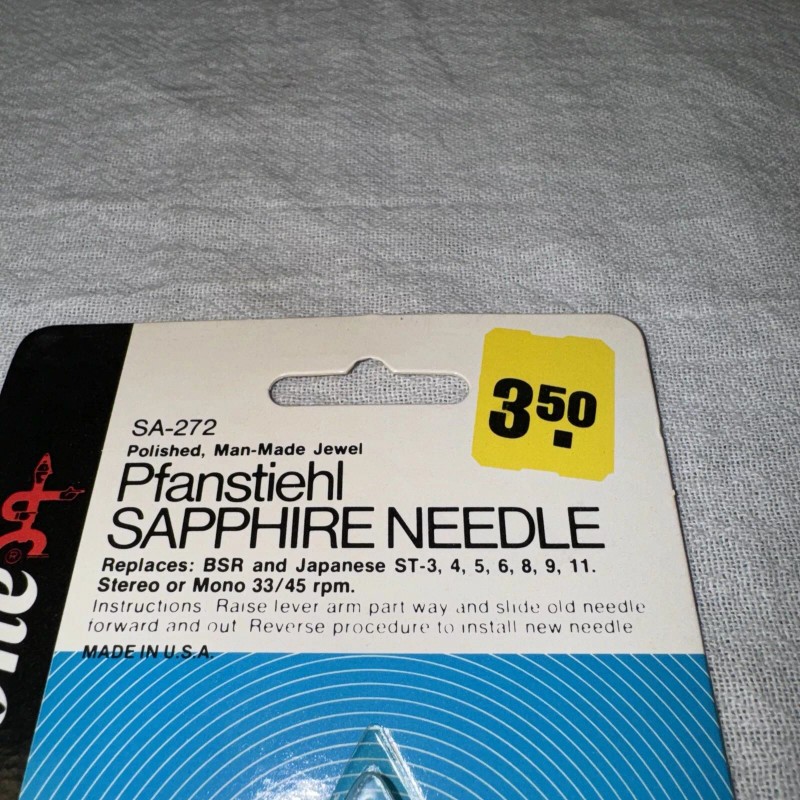 3.50
SA-272
Polished, Man-Made Jewel
Pfanstiehl
SAPPHIRE NEEDLE
Replaces: BSR and Japanese ST-3, 4, 5, 6, 8, 9, 11.
Stereo or Mono 33/45 rpm.
Instructions Raise lever arm part way and slide old needle
forward and out Reverse procedure to install new needle
MADE IN U.S.A.